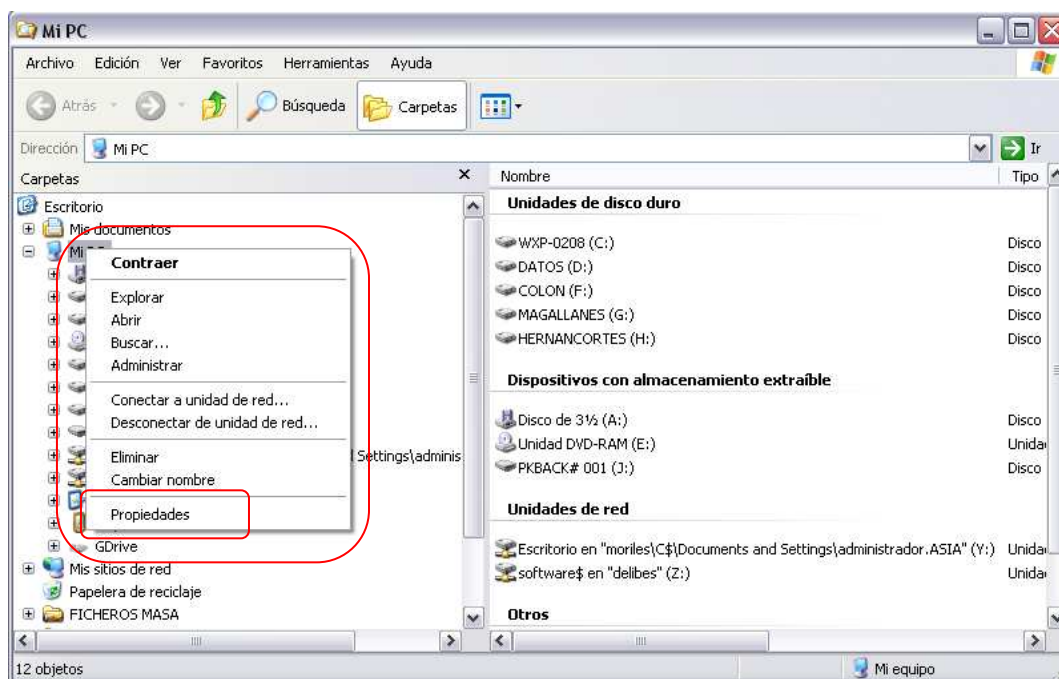 Mi PC
Archivo Edición Ver Favoritos Herramientas Ayuda
Atrás Búsqueda Carpetas
Dirección Mi PC Ir
Carpetas
Escritorio
Mis documentos
Contraer
Explorar
Abrir
Buscar...
Administrar
Conectar a unidad de red...
Desconectar de unidad de red...
Eliminar
Cambiar nombre
Propiedades
Settings\adminis
GDrive
Mis sitios de red
Papelera de reciclaje
FICHEROS MASA
Nombre Tipo
Unidades de disco duro
WXP-0208 (C:) Disco
DATOS (D:) Disco
COLON (F:) Disco
MAGALLANES (G:) Disco
HERNANCORTES (H:) Disco
Dispositivos con almacenamiento extraíble
Disco de 3½ (A:) Disco
Unidad DVD-RAM (E:) Unida
PKBACK# 001 (J:) Disco
Unidades de red
Escritorio en "moriles\C$\Documents and Settings\administrador.ASIA" (Y:) Unida
software$ en "delibes" (Z:) Unida
Otros
12 objetos Mi equipo